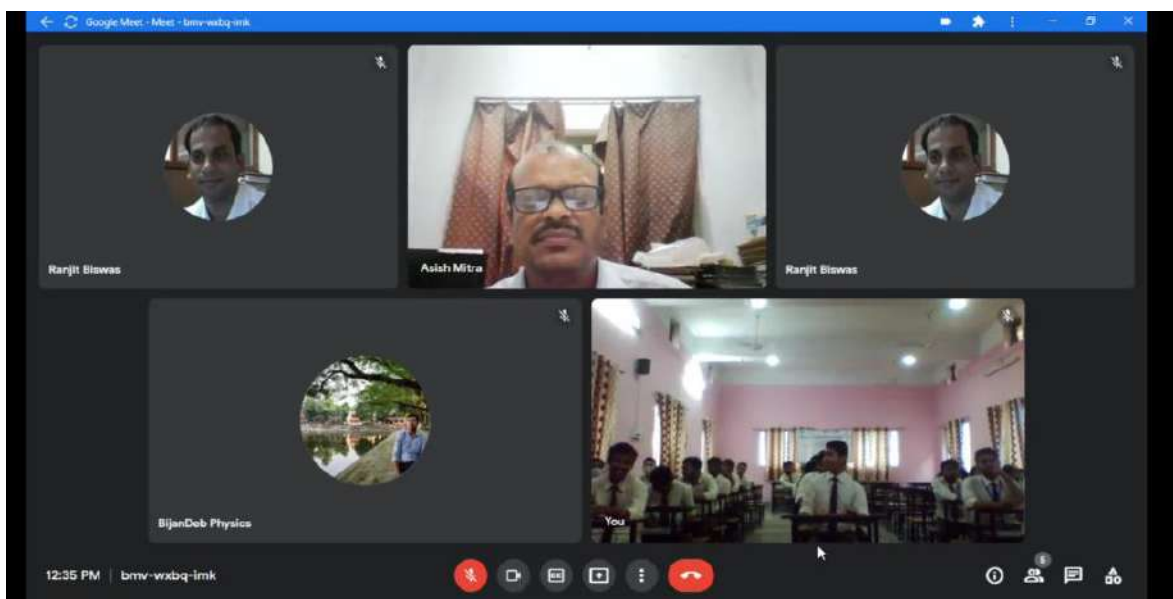 Google Meet - Meet - bmv-wxbq-imk
Ranjit Biswas
Asish Mitra
Ranjit Biswas
BijanDeb Physics
You
12:35 PM | bmv-wxbq-imk
5